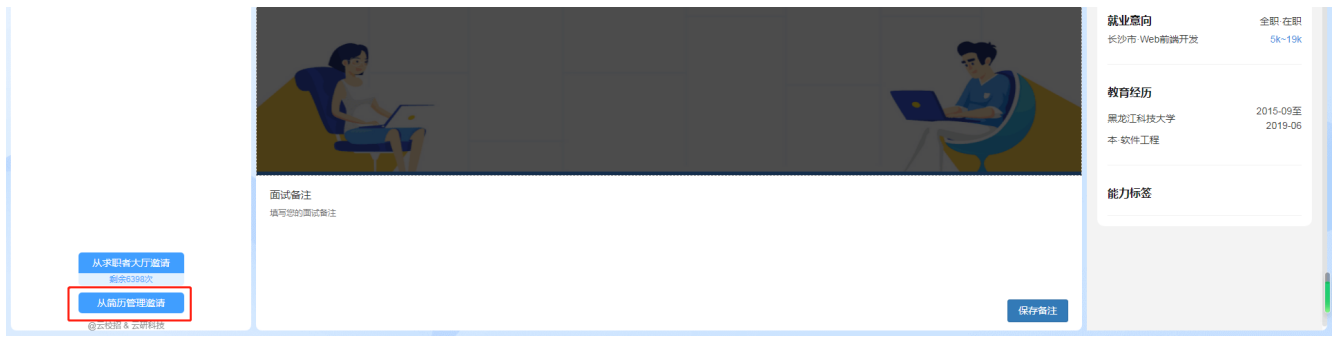 从求职者大厅邀请
剩余6398次
从简历管理邀请
@云校招 & 云研科技
面试备注
填写您的面试备注
保存备注
就业意向 全职·在职
长沙市·Web前端开发 5k~19k
教育经历
黑龙江科技大学 2015-09至
2019-06
本·软件工程
能力标签